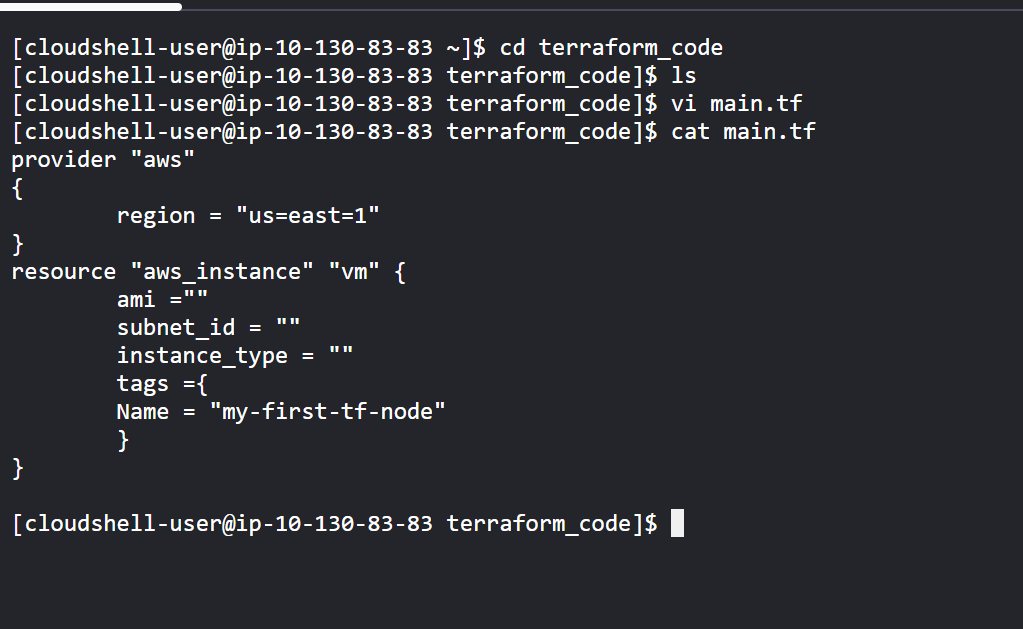 [cloudshell-user@ip-10-130-83-83 ~]$ cd terraform_code
[cloudshell-user@ip-10-130-83-83 terraform_code]$ ls
[cloudshell-user@ip-10-130-83-83 terraform_code]$ vi main.tf
[cloudshell-user@ip-10-130-83-83 terraform_code]$ cat main.tf
provider "aws"
{
        region = "us=east=1"
}
resource "aws_instance" "vm" {
        ami =""
        subnet_id = ""
        instance_type = ""
        tags ={
        Name = "my-first-tf-node"
        }
}

[cloudshell-user@ip-10-130-83-83 terraform_code]$